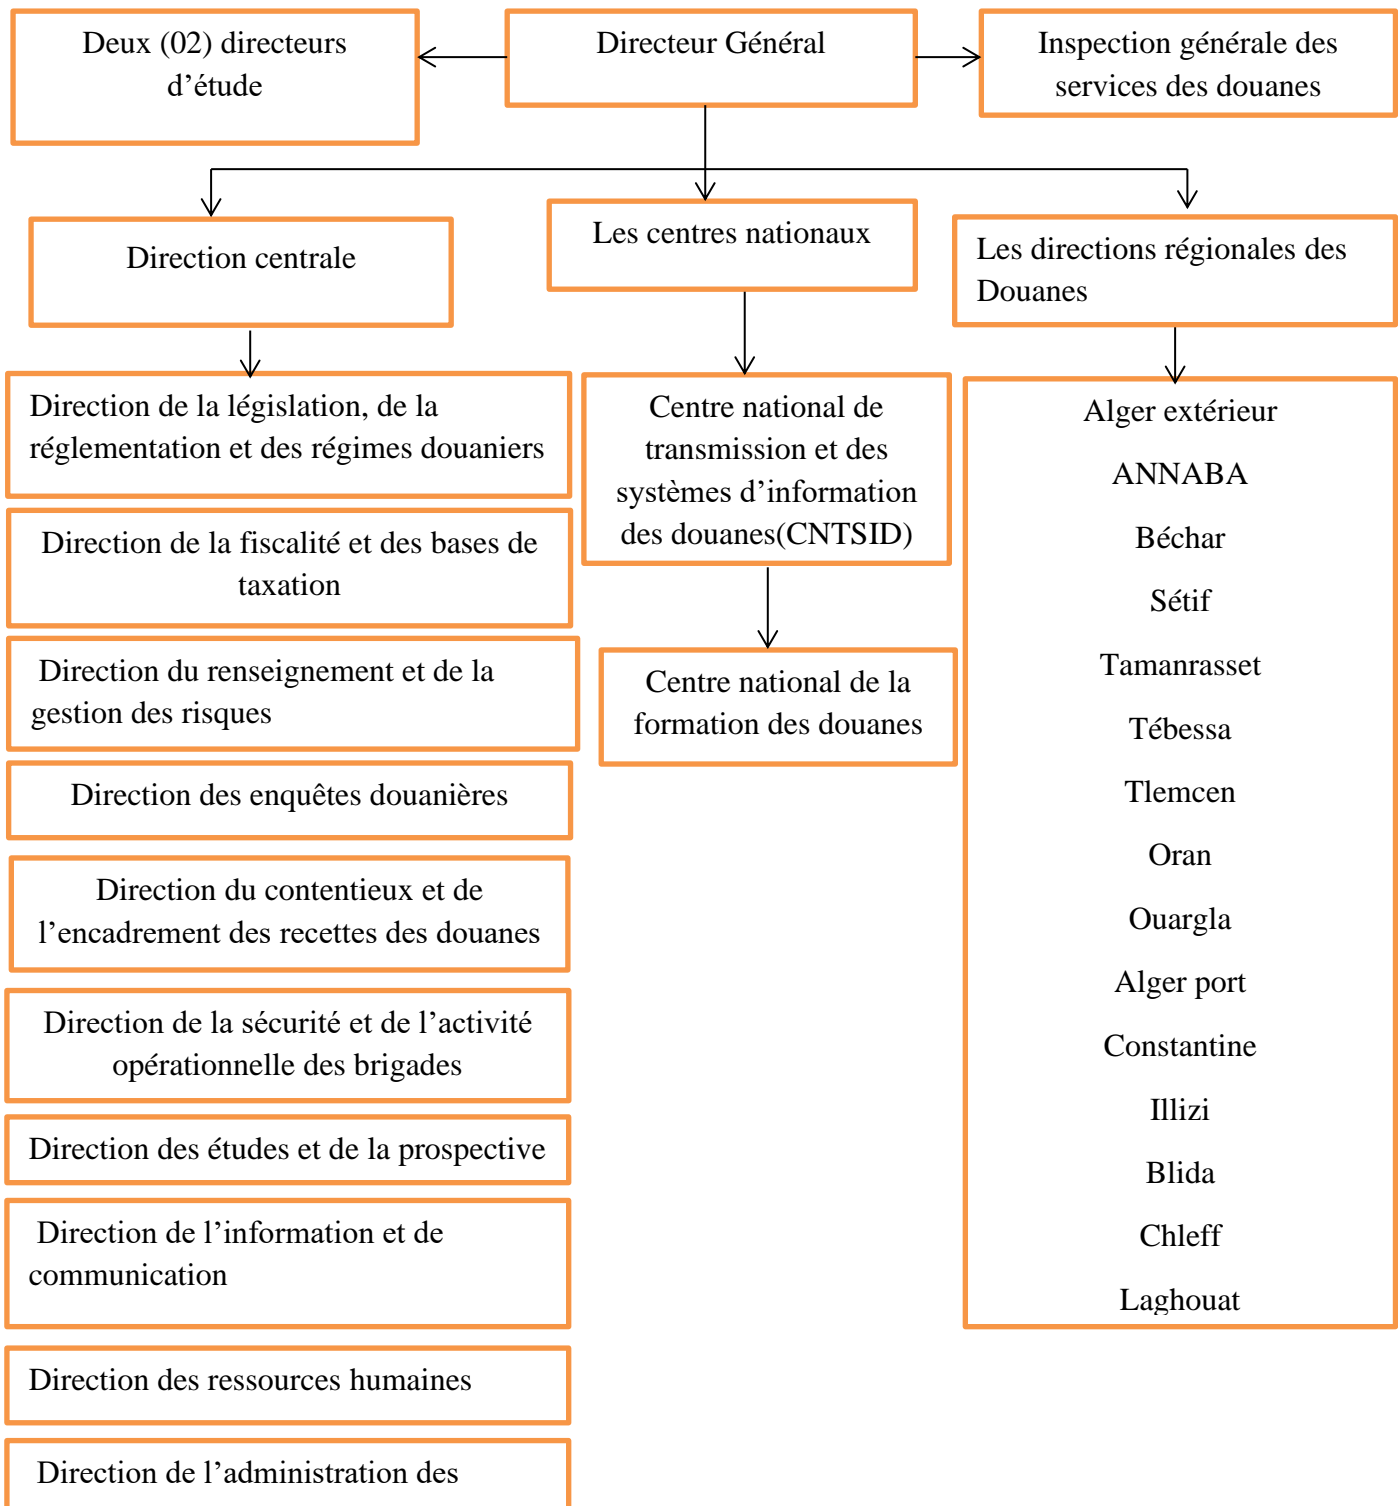 Deux (02) directeurs
d’étude
Directeur Général
Inspection générale des
services des douanes
Direction centrale
Les centres nationaux
Les directions régionales des
Douanes
Direction de la législation, de la
réglementation et des régimes douaniers
Direction de la fiscalité et des bases de
taxation
Direction du renseignement et de la
gestion des risques
Direction des enquêtes douanières
Direction du contentieux et de
l’encadrement des recettes des douanes
Direction de la sécurité et de l’activité
opérationnelle des brigades
Direction des études et de la prospective
Direction de l’information et de
communication
Direction des ressources humaines
Direction de l’administration des
Centre national de
transmission et des
systèmes d’information
des douanes(CNTSID)
Centre national de la
formation des douanes
Alger extérieur
ANNABA
Béchar
Sétif
Tamanrasset
Tébessa
Tlemcen
Oran
Ouargla
Alger port
Constantine
Illizi
Blida
Chleff
Laghouat